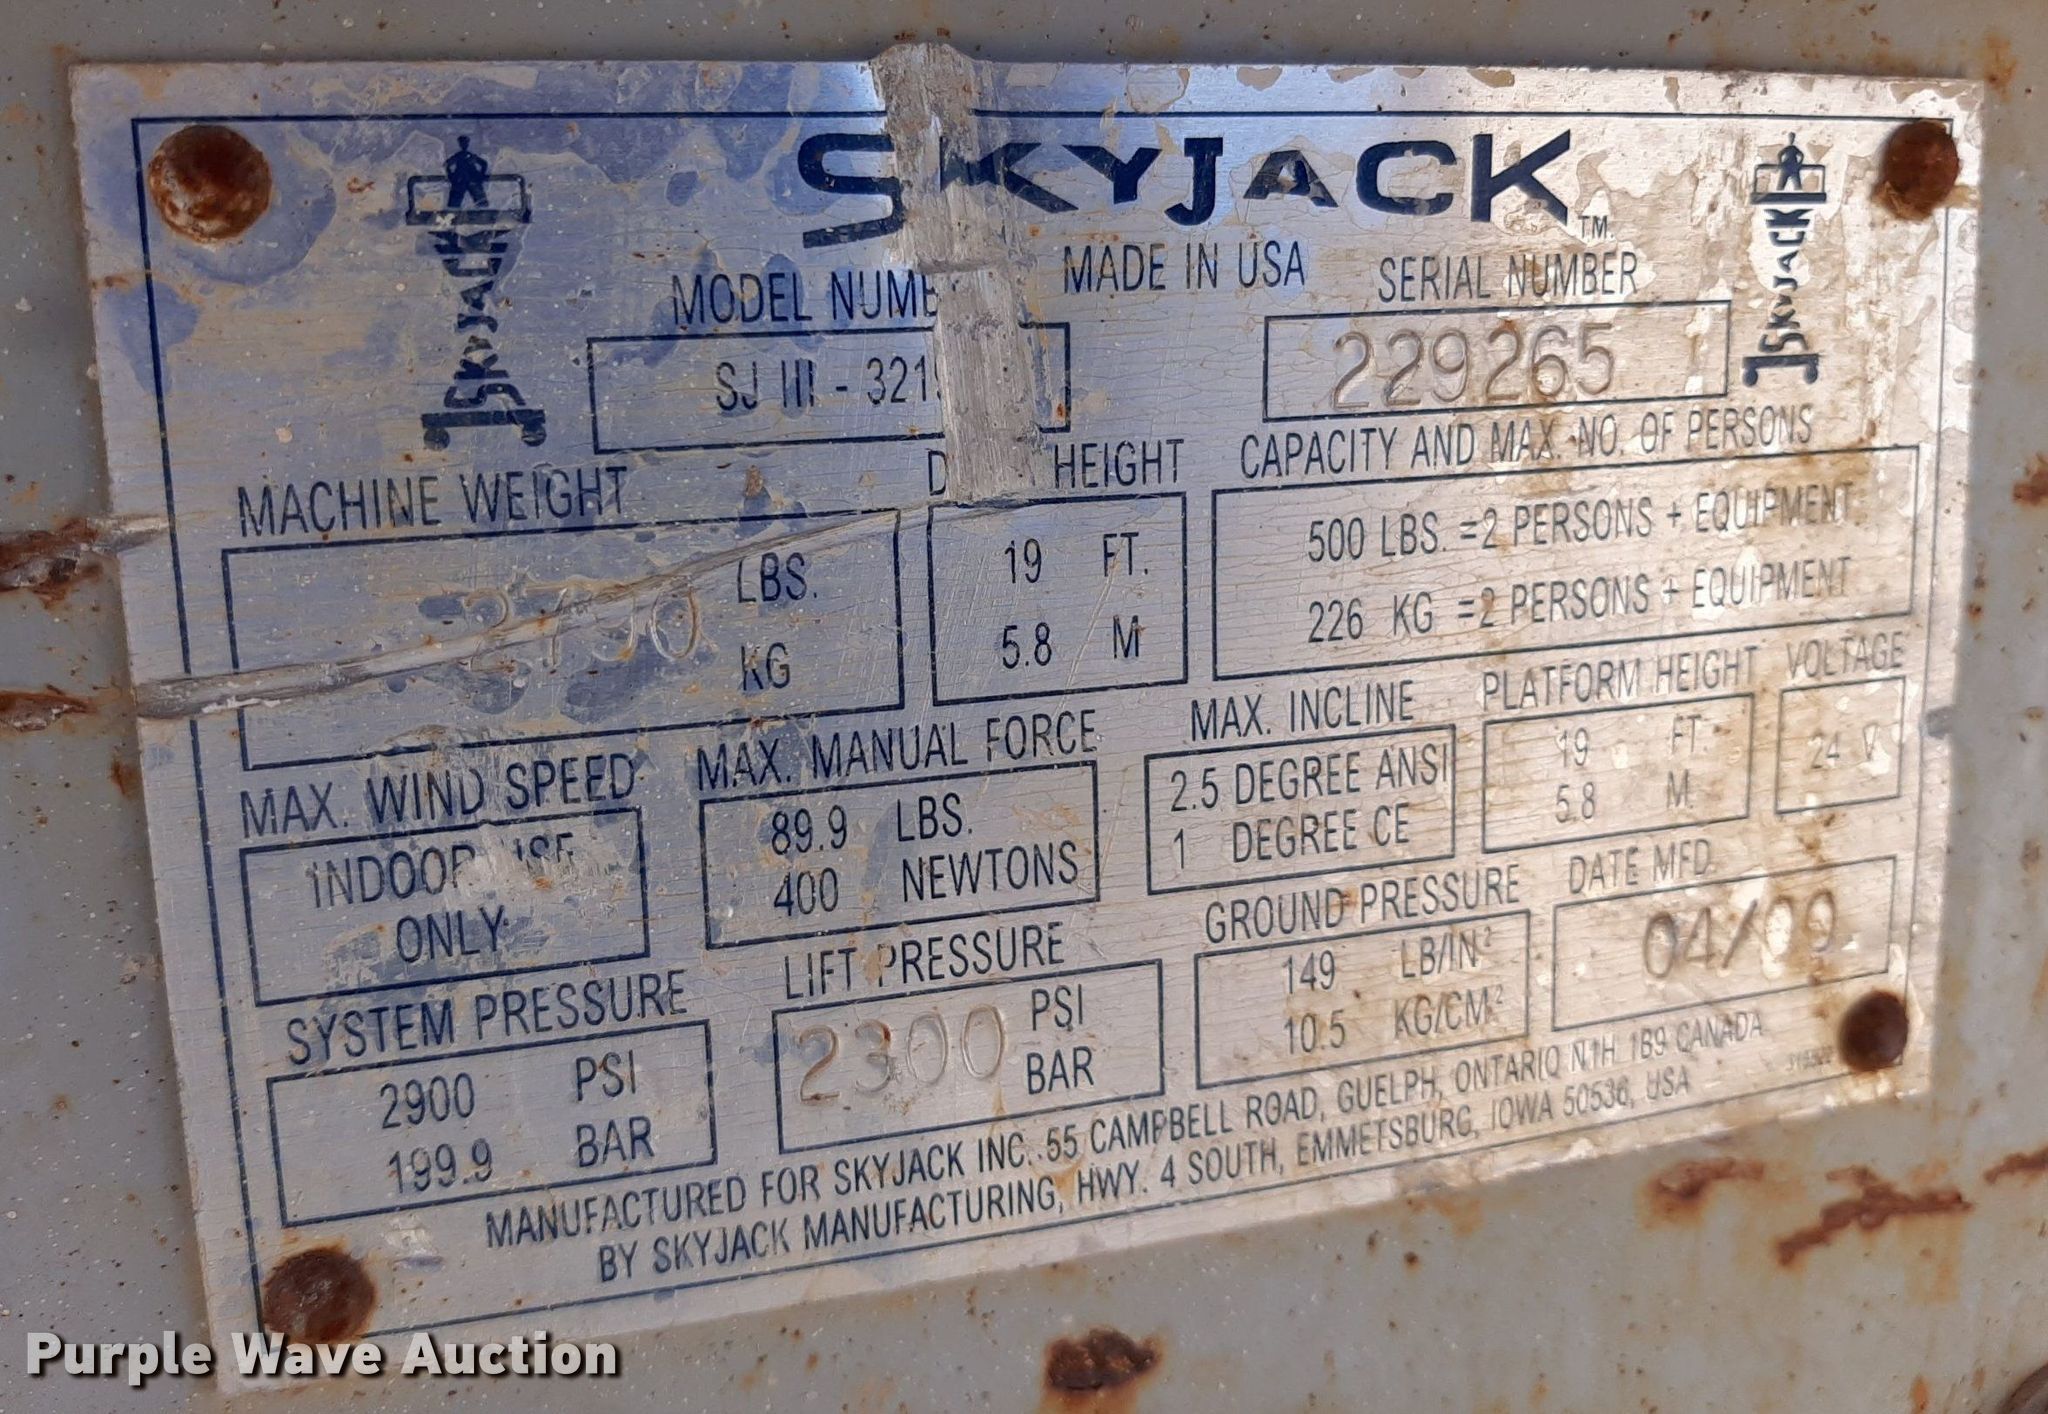 SKYJACK TM
SKYJACK
SKYJACK
MODEL NUMB
MADE IN USA
SERIAL NUMBER
SJ III - 3219
229265
MACHINE WEIGHT
LBS.
KG
HEIGHT
19 FT.
5.8 M
CAPACITY AND MAX. NO. OF PERSONS
500 LBS. =2 PERSONS + EQUIPMENT
226 KG =2 PERSONS + EQUIPMENT
MAX. WIND SPEED
INDOOR USE
ONLY
MAX. MANUAL FORCE
89.9 LBS.
400 NEWTONS
MAX. INCLINE
2.5 DEGREE ANSI
1 DEGREE CE
PLATFORM HEIGHT
19 FT.
5.8 M.
VOLTAGE
24 V
SYSTEM PRESSURE
2900 PSI
199.9 BAR
LIFT PRESSURE
2300 PSI
BAR
GROUND PRESSURE
149 LB/IN²
10.5 KG/CM²
DATE MFD.
04/00
MANUFACTURED FOR SKYJACK INC. 55 CAMPBELL ROAD, GUELPH, ONTARIO N1H 1B9 CANADA
BY SKYJACK MANUFACTURING, HWY. 4 SOUTH, EMMETSBURG, IOWA 50536, USA
Purple Wave Auction